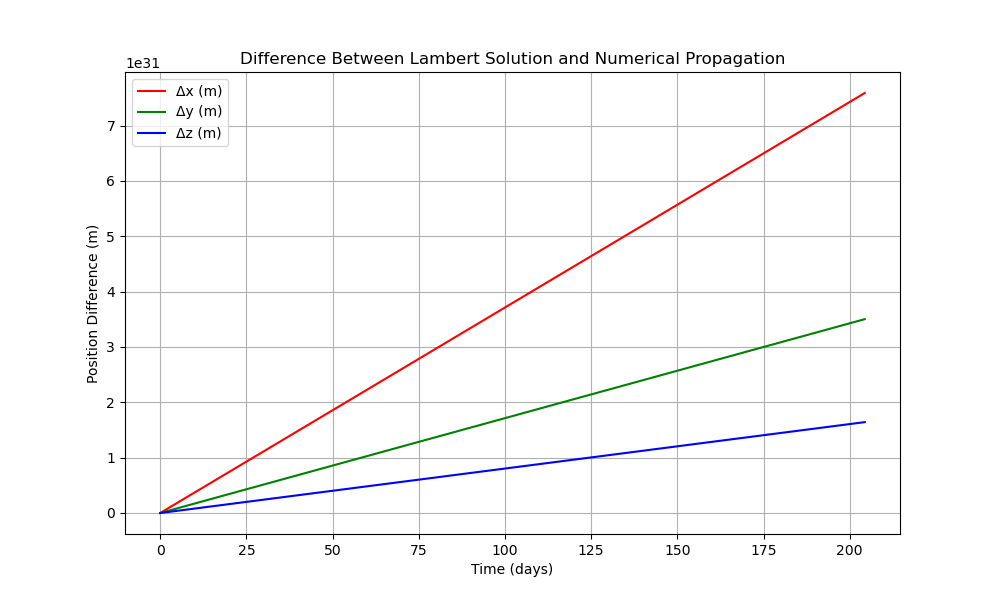 Difference Between Lambert Solution and Numerical Propagation
1e31
Δx (m)
Δy (m)
Δz (m)
Position Difference (m)
7
6
5
4
3
2
1
0
0 25 50 75 100 125 150 175 200
Time (days)